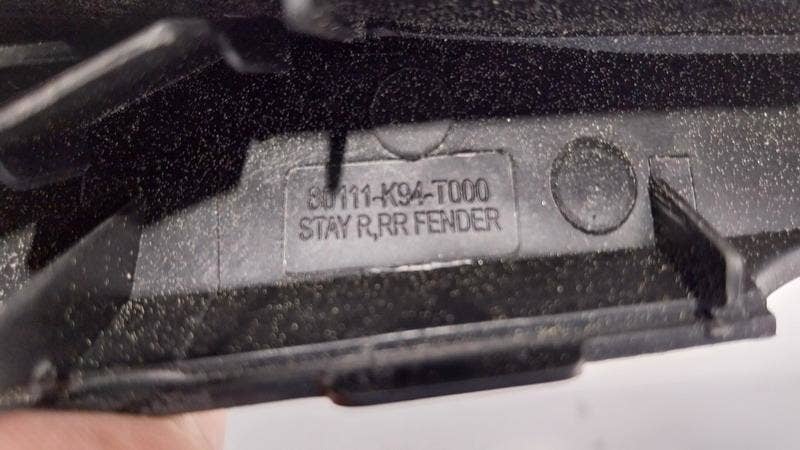 80111-K94-T000
STAY R,RR FENDER